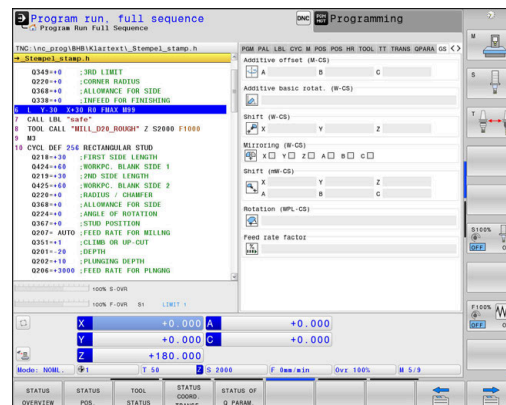 Program run, full sequence
Program Run Full Sequence
DNC
Programming
TNC:\nc_prog\BHB\Klartext\_Stempel_stamp.h
→_Stempel_stamp.h
Q349=+0 ;3RD LIMIT
Q220=+0 ;CORNER RADIUS
Q368=+0 ;ALLOWANCE FOR SIDE
Q338=+0 ;INFEED FOR FINISHING
6 L Y-30 X+30 R0 FMAX M99
7 CALL LBL "safe"
8 TOOL CALL "MILL_D20_ROUGH" Z S2000 F1000
9 M3
10 CYCL DEF 256 RECTANGULAR STUD
Q218=+30 ;FIRST SIDE LENGTH
Q424=+60 ;WORKPC. BLANK SIDE 1
Q219=+30 ;2ND SIDE LENGTH
Q425=+60 ;WORKPC. BLANK SIDE 2
Q220=+0 ;RADIUS / CHAMFER
Q368=+0 ;ALLOWANCE FOR SIDE
Q224=+0 ;ANGLE OF ROTATION
Q367=+0 ;STUD POSITION
Q207= AUTO ;FEED RATE FOR MILLNG
Q351=+1 ;CLIMB OR UP-CUT
Q201=-20 ;DEPTH
Q202=+10 ;PLUNGING DEPTH
Q206=+3000 ;FEED RATE FOR PLNGNG
100% S-OVR
100% F-OVR S1 LIMIT 1
PGM PAL LBL CYC M POS POS HR TOOL TT TRANS QPARA GS
Additive offset (M-CS)
A B C
Additive basic rotat. (W-CS)
Shift (W-CS)
X Y Z
Mirroring (W-CS)
X Y Z A B C
Shift (mW-CS)
X Y Z
A B C
Rotation (WPL-CS)
Feed rate factor
X +0.000 A +0.000
Y +0.000 C +0.000
Z +180.000
Mode: NOML. 1 T 50 Z S 2000 F 0mm/min Ovr 100% M 5/9
STATUS OVERVIEW
STATUS POS.
TOOL STATUS
STATUS COORD.
STATUS OF Q PARAM.
M
S
T
S100%
OFF
F100%
OFF